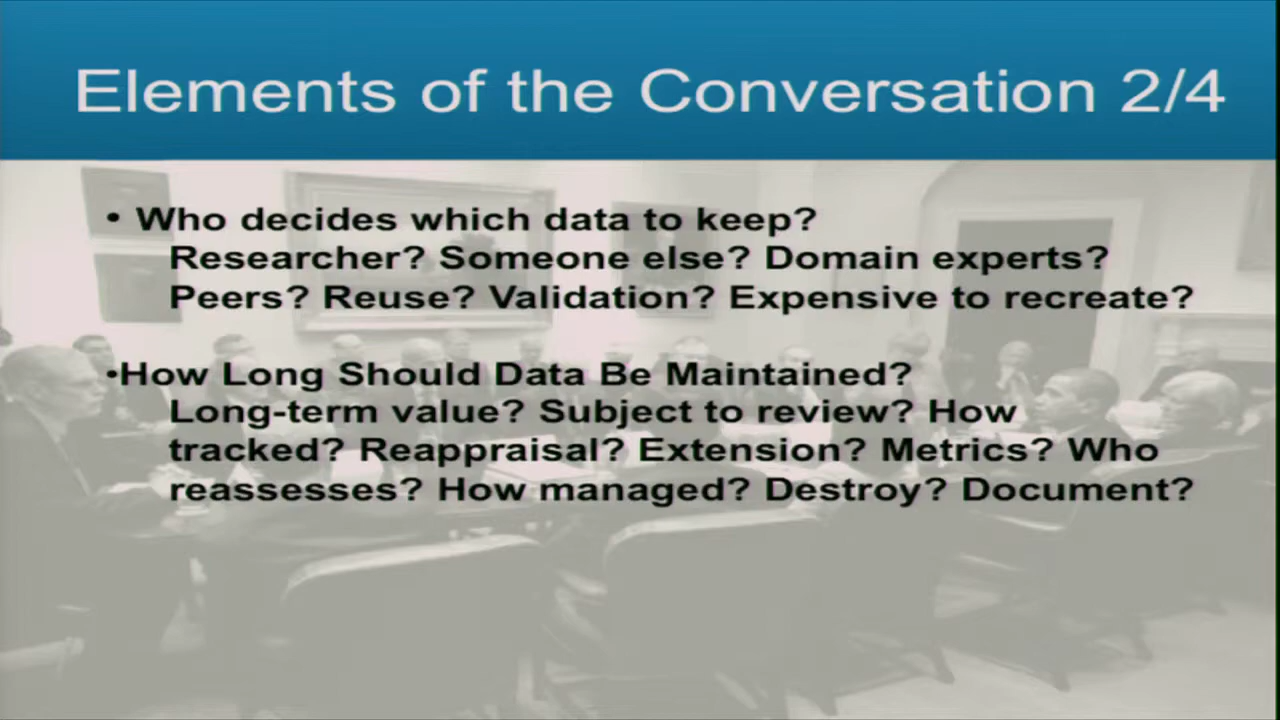 Elements of the Conversation 2/4
• Who decides which data to keep?
Researcher? Someone else? Domain experts?
Peers? Reuse? Validation? Expensive to recreate?
•How Long Should Data Be Maintained?
Long-term value? Subject to review? How
tracked? Reappraisal? Extension? Metrics? Who
reassesses? How managed? Destroy? Document?